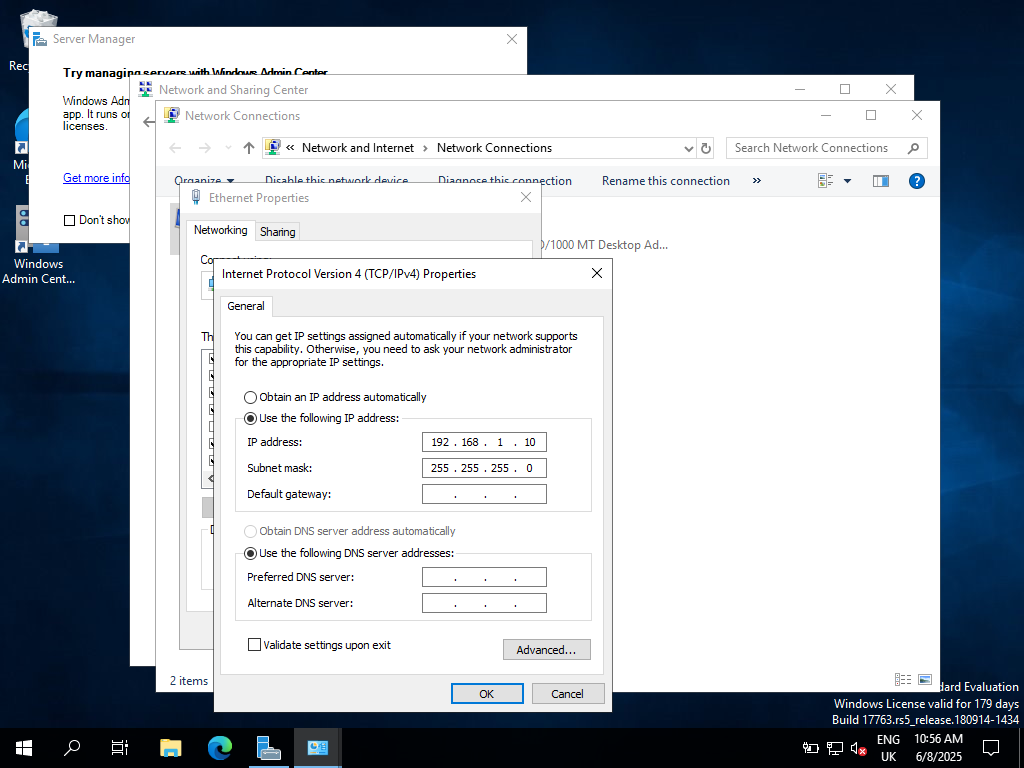 Server Manager
Try managing servers with Windows Admin Center
Windows Adm
app. It runs or
licenses.
Get more info
Don't show
Network and Sharing Center
Network Connections
« Network and Internet > Network Connections
Search Network Connections
Organize
Disable this network device
Diagnose this connection
Rename this connection
»
/1000 MT Desktop Ad...
2 items
Ethernet Properties
Networking
Sharing
Internet Protocol Version 4 (TCP/IPv4) Properties
General
You can get IP settings assigned automatically if your network supports
this capability. Otherwise, you need to ask your network administrator
for the appropriate IP settings.
Obtain an IP address automatically
Use the following IP address:
IP address: 192 . 168 . 1 . 10
Subnet mask: 255 . 255 . 255 . 0
Default gateway: . . .
Obtain DNS server address automatically
Use the following DNS server addresses:
Preferred DNS server: . . .
Alternate DNS server: . . .
Validate settings upon exit
Advanced...
OK
Cancel
Windows
Admin Cent...
dard Evaluation
Windows License valid for 179 days
Build 17763.rs5_release.180914-1434
ENG
UK
10:56 AM
6/8/2025